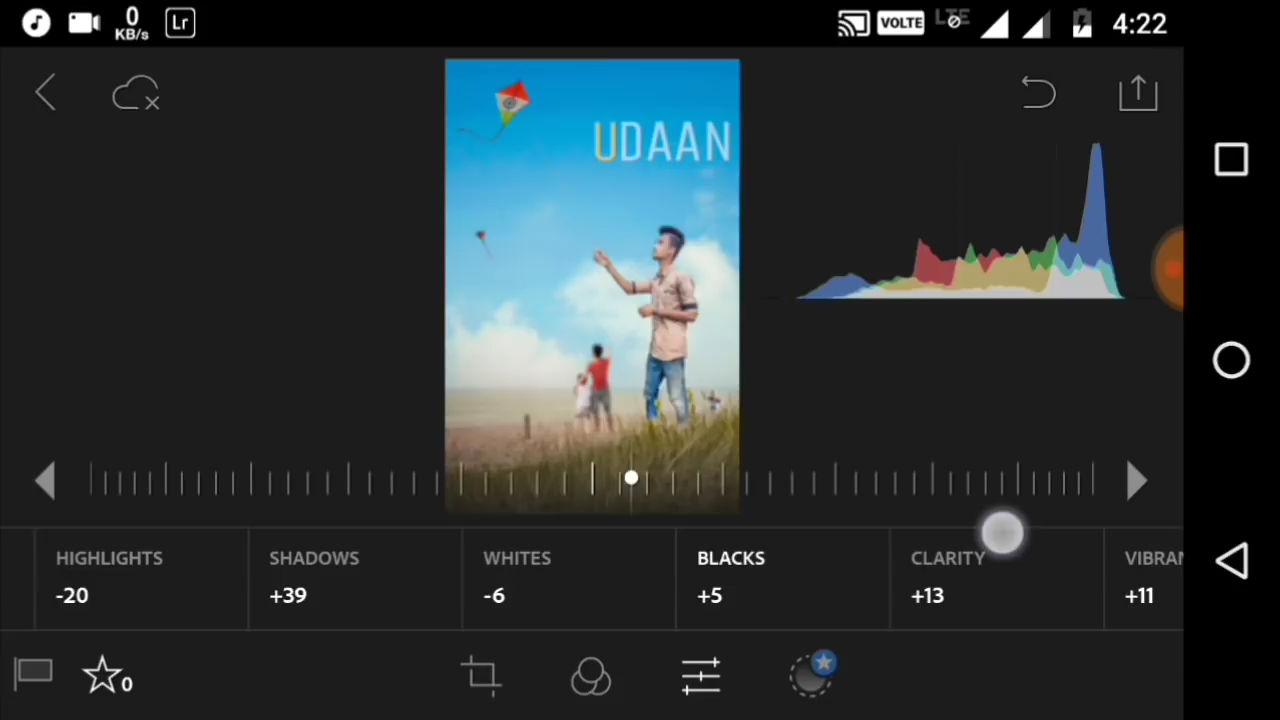 0
KB/s
Lr
VOLTE
LTE
4:22
UDAAN
HIGHLIGHTS
-20
SHADOWS
+39
WHITES
-6
BLACKS
+5
CLARITY
+13
VIBRAN
+11
0